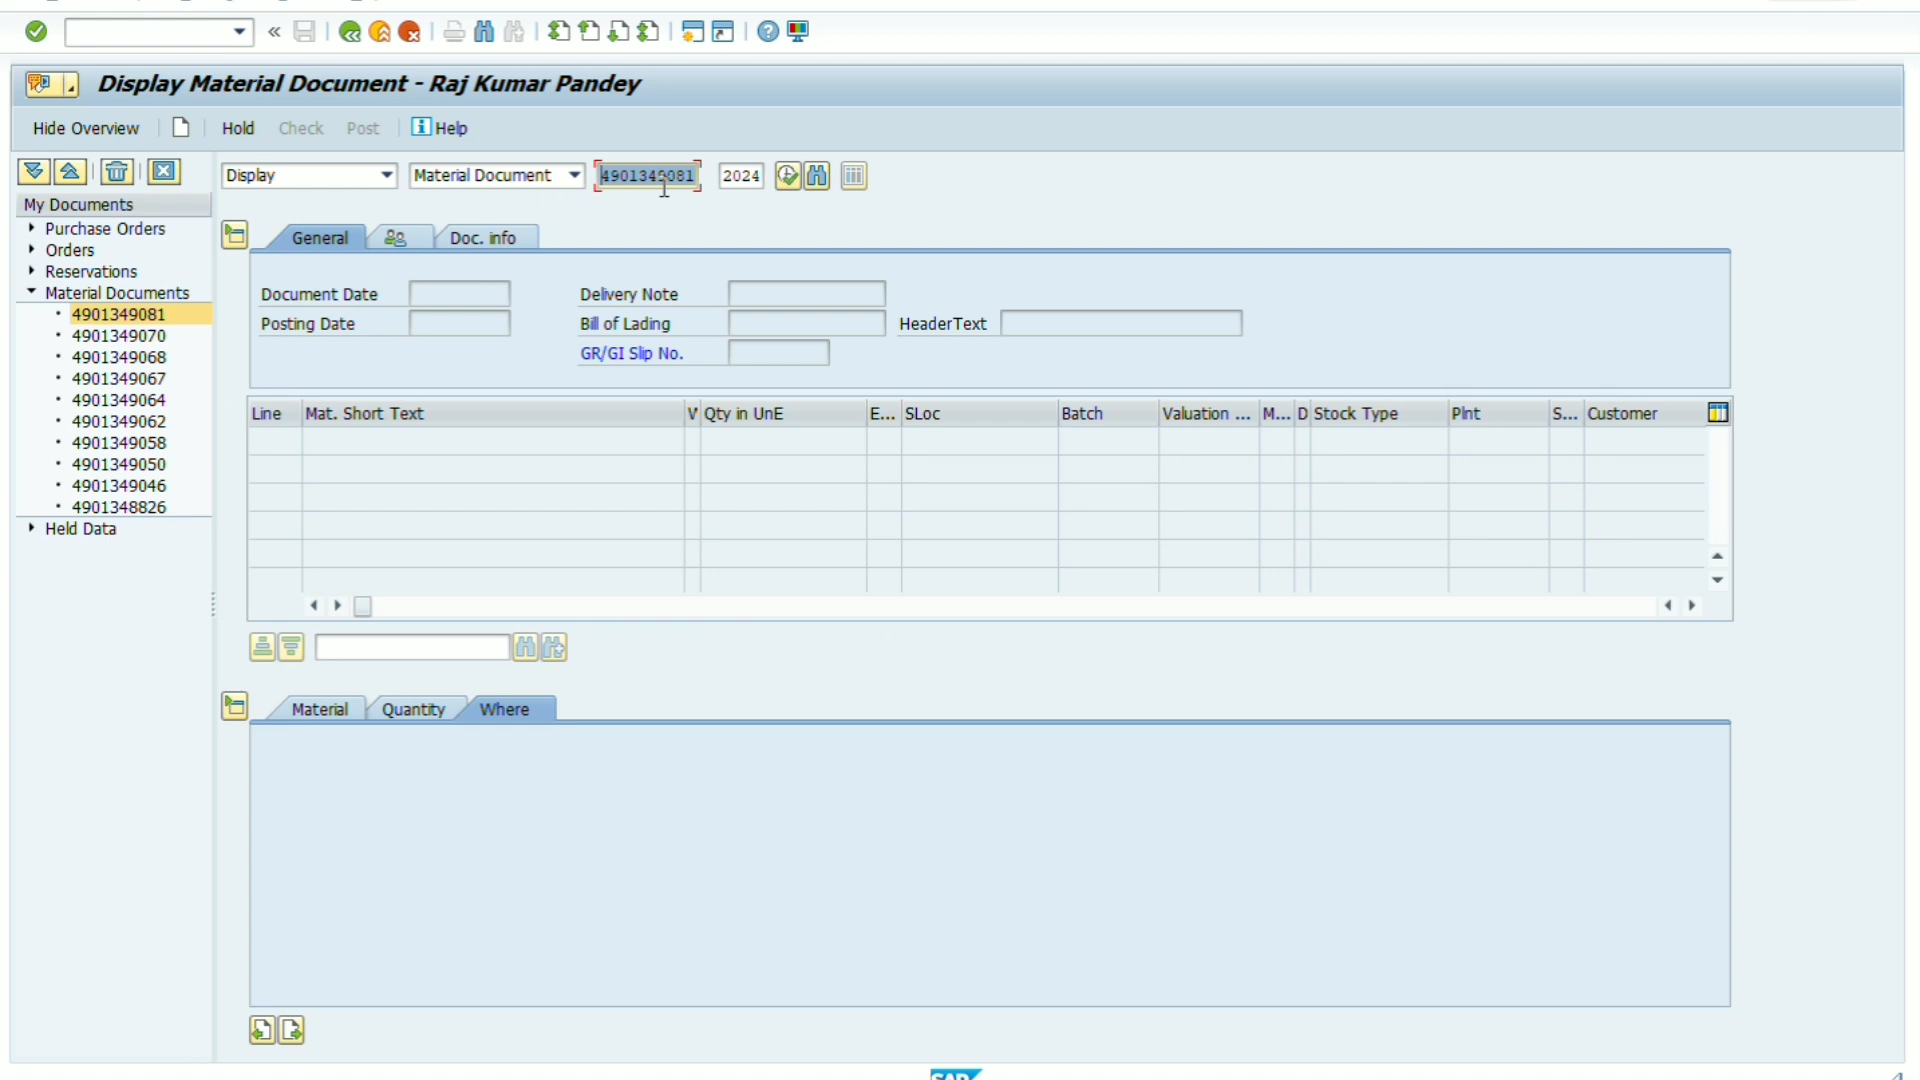 Display Material Document - Raj Kumar Pandey
Hide Overview Hold Check Post Help
Display Material Document 4901349081 2024
My Documents
Purchase Orders
Orders
Reservations
Material Documents
4901349081
4901349070
4901349068
4901349067
4901349064
4901349062
4901349058
4901349050
4901349046
4901348826
Held Data
General Doc. info
Document Date Delivery Note
Posting Date Bill of Lading HeaderText
GR/GI Slip No.
Line Mat. Short Text V Qty in UnE E... SLoc Batch Valuation ... M... D Stock Type Plnt S... Customer
Material Quantity Where
SAP